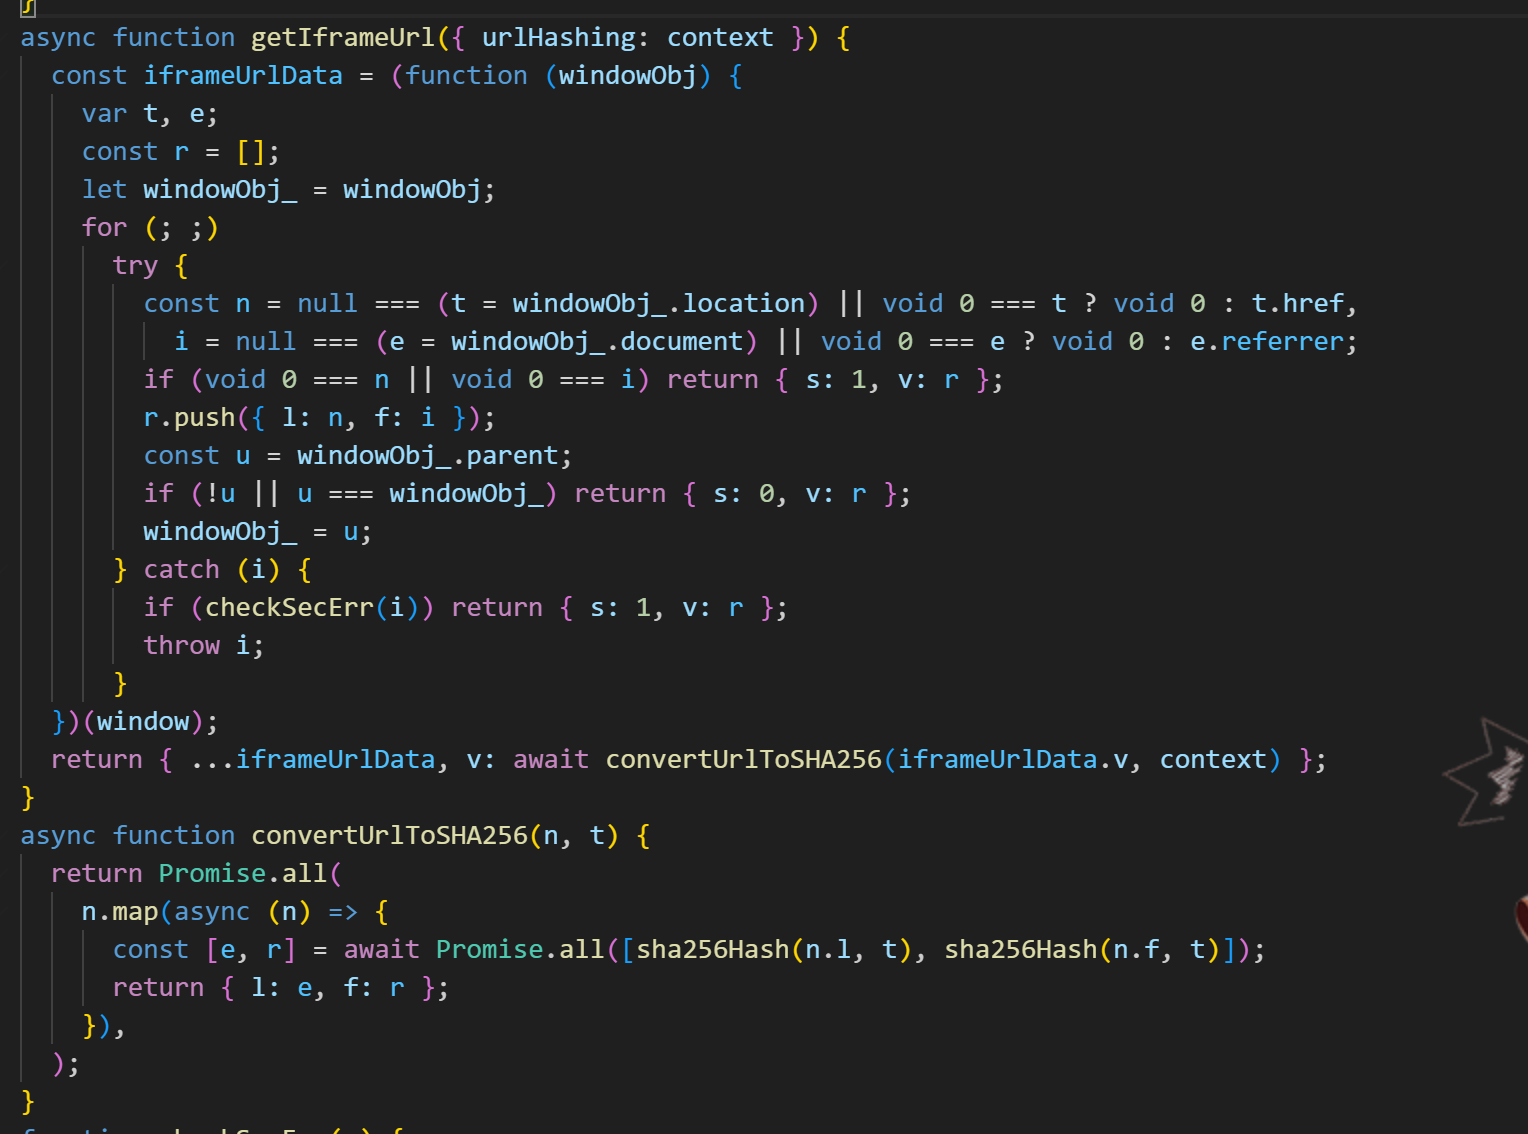 }
async function getIframeUrl({ urlHashing: context }) {
  const iframeUrlData = (function (windowObj) {
    var t, e;
    const r = [];
    let windowObj_ = windowObj;
    for (; ;)
      try {
        const n = null === (t = windowObj_.location) || void 0 === t ? void 0 : t.href,
          i = null === (e = windowObj_.document) || void 0 === e ? void 0 : e.referrer;
        if (void 0 === n || void 0 === i) return { s: 1, v: r };
        r.push({ l: n, f: i });
        const u = windowObj_.parent;
        if (!u || u === windowObj_) return { s: 0, v: r };
        windowObj_ = u;
      } catch (i) {
        if (checkSecErr(i)) return { s: 1, v: r };
        throw i;
      }
  })(window);
  return { ...iframeUrlData, v: await convertUrlToSHA256(iframeUrlData.v, context) };
}
async function convertUrlToSHA256(n, t) {
  return Promise.all(
    n.map(async (n) => {
      const [e, r] = await Promise.all([sha256Hash(n.l, t), sha256Hash(n.f, t)]);
      return { l: e, f: r };
    }),
  );
}